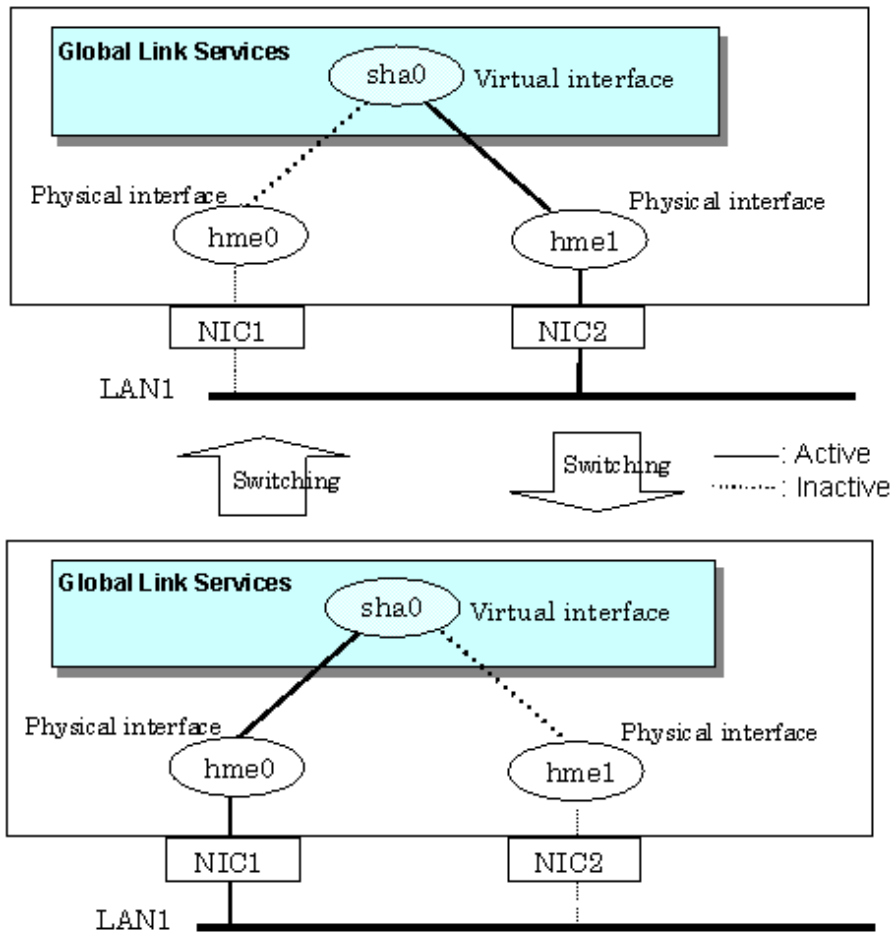 Global Link Services
sha0
Virtual interface
Physical interface
Physical interface
hme0
hme1
NIC1
NIC2
LAN1
Switching
Switching
: Active
: Inactive
Global Link Services
sha0
Virtual interface
Physical interface
Physical interface
hme0
hme1
NIC1
NIC2
LAN1